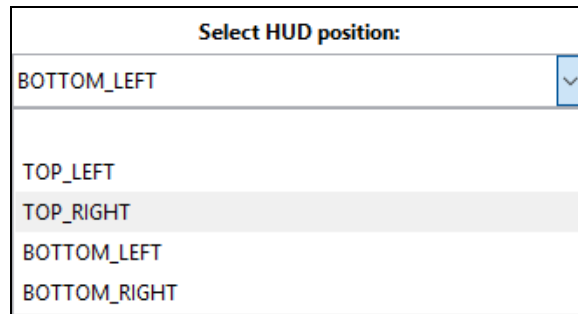 Select HUD position:
BOTTOM_LEFT
TOP_LEFT
TOP_RIGHT
BOTTOM_LEFT
BOTTOM_RIGHT